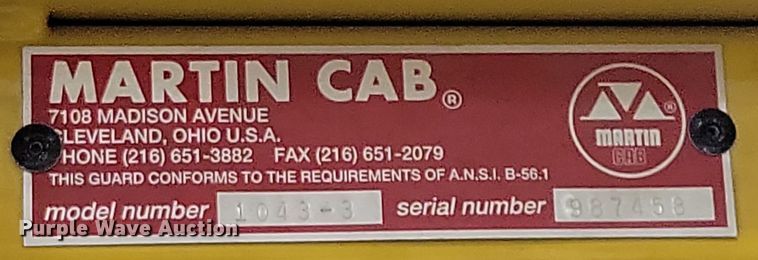 MARTIN CAB®
7108 MADISON AVENUE
CLEVELAND, OHIO U.S.A.
PHONE (216) 651-3882 FAX (216) 651-2079
THIS GUARD CONFORMS TO THE REQUIREMENTS OF A.N.S.I. B-56.1
model number 1043-3 serial number 987458
®
MARTIN
CAB
Purple Wave Auction